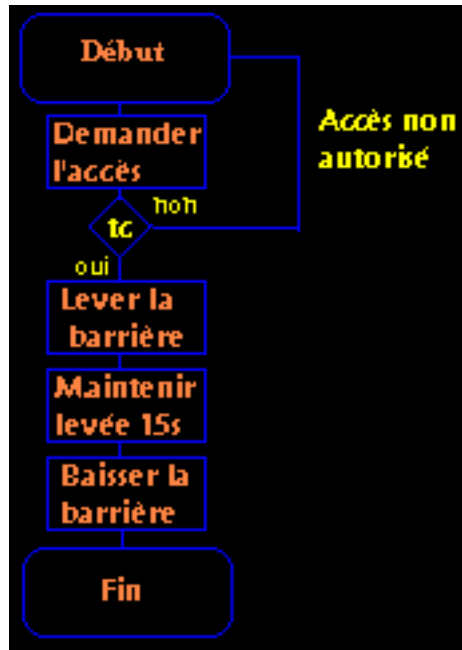 Début
Demander
l'accès
Accès non
autorisé
non
tc
oui
Lever la
barrière
Maintenir
levée 15s
Baisser la
barrière
Fin